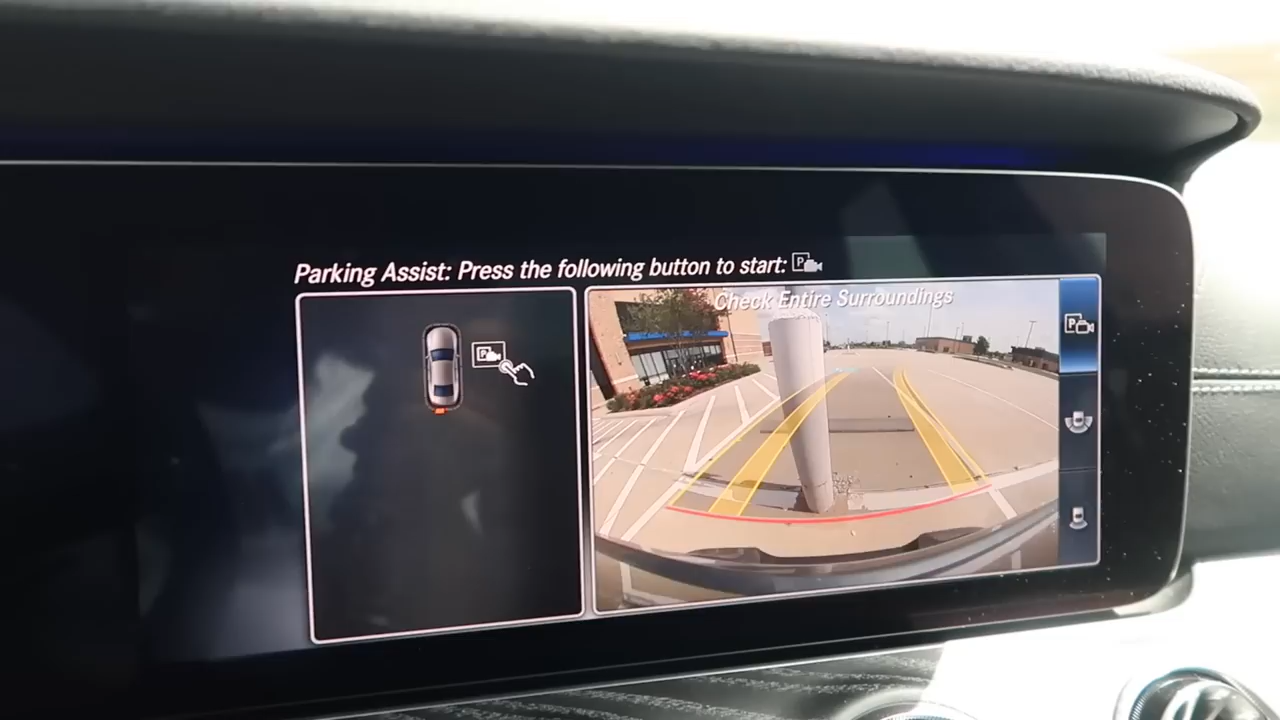 Parking Assist: Press the following button to start: P
Check Entire Surroundings
P
P